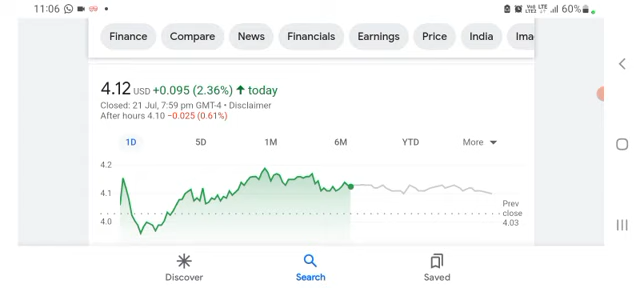 11:06
LTE
60%
Finance Compare News Financials Earnings Price India Ima
4.12 USD +0.095 (2.36%) ↑ today
Closed: 21 Jul, 7:59 pm GMT-4 • Disclaimer
After hours 4.10 −0.025 (0.61%)
1D 5D 1M 6M YTD More
4.2
4.1
4.0
Prev
close
4.03
Discover Search Saved